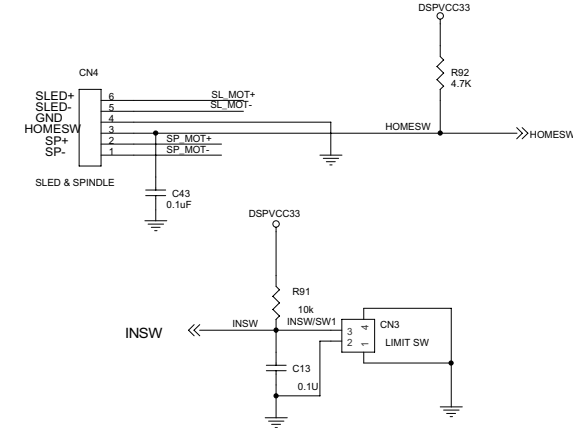 DSPVCC33
R92
4.7K
CN4
SLED+ 6 SL_MOT+
SLED- 5 SL_MOT-
GND 4
HOMESW 3 HOMESW HOMESW
SP+ 2 SP_MOT+
SP- 1 SP_MOT-
SLED & SPINDLE
C43
0.1uF
DSPVCC33
R91
10k
INSW INSW INSW/SW1
3 4 CN3
2 1 LIMIT SW
C13
0.1U